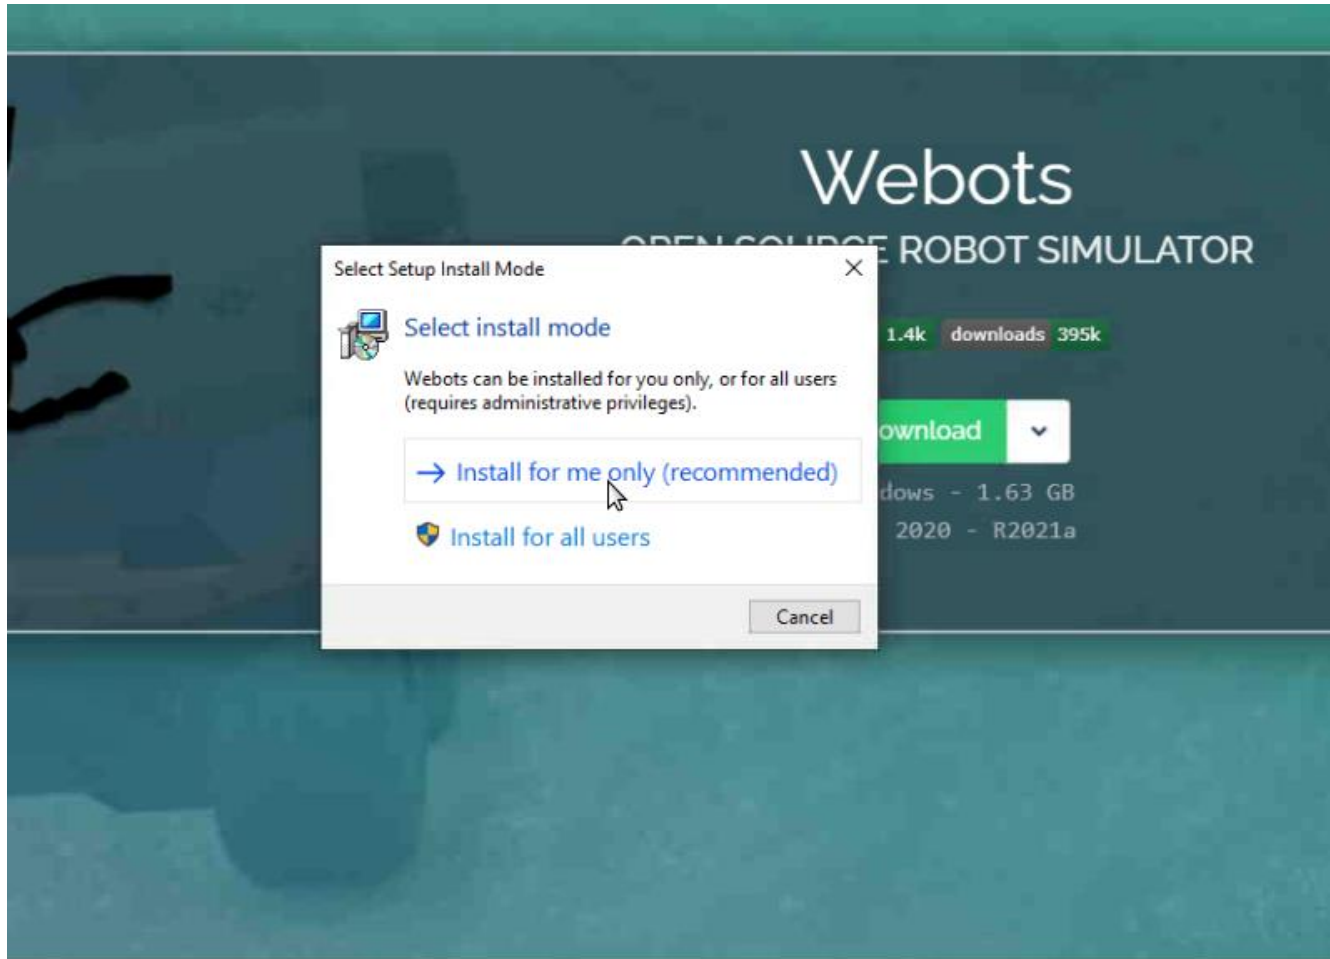 Webots
OPEN SOURCE ROBOT SIMULATOR
Select Setup Install Mode
Select install mode
1.4k downloads 395k
Webots can be installed for you only, or for all users
(requires administrative privileges).
ownload
→ Install for me only (recommended)
dows - 1.63 GB
2020 - R2021a
Install for all users
Cancel